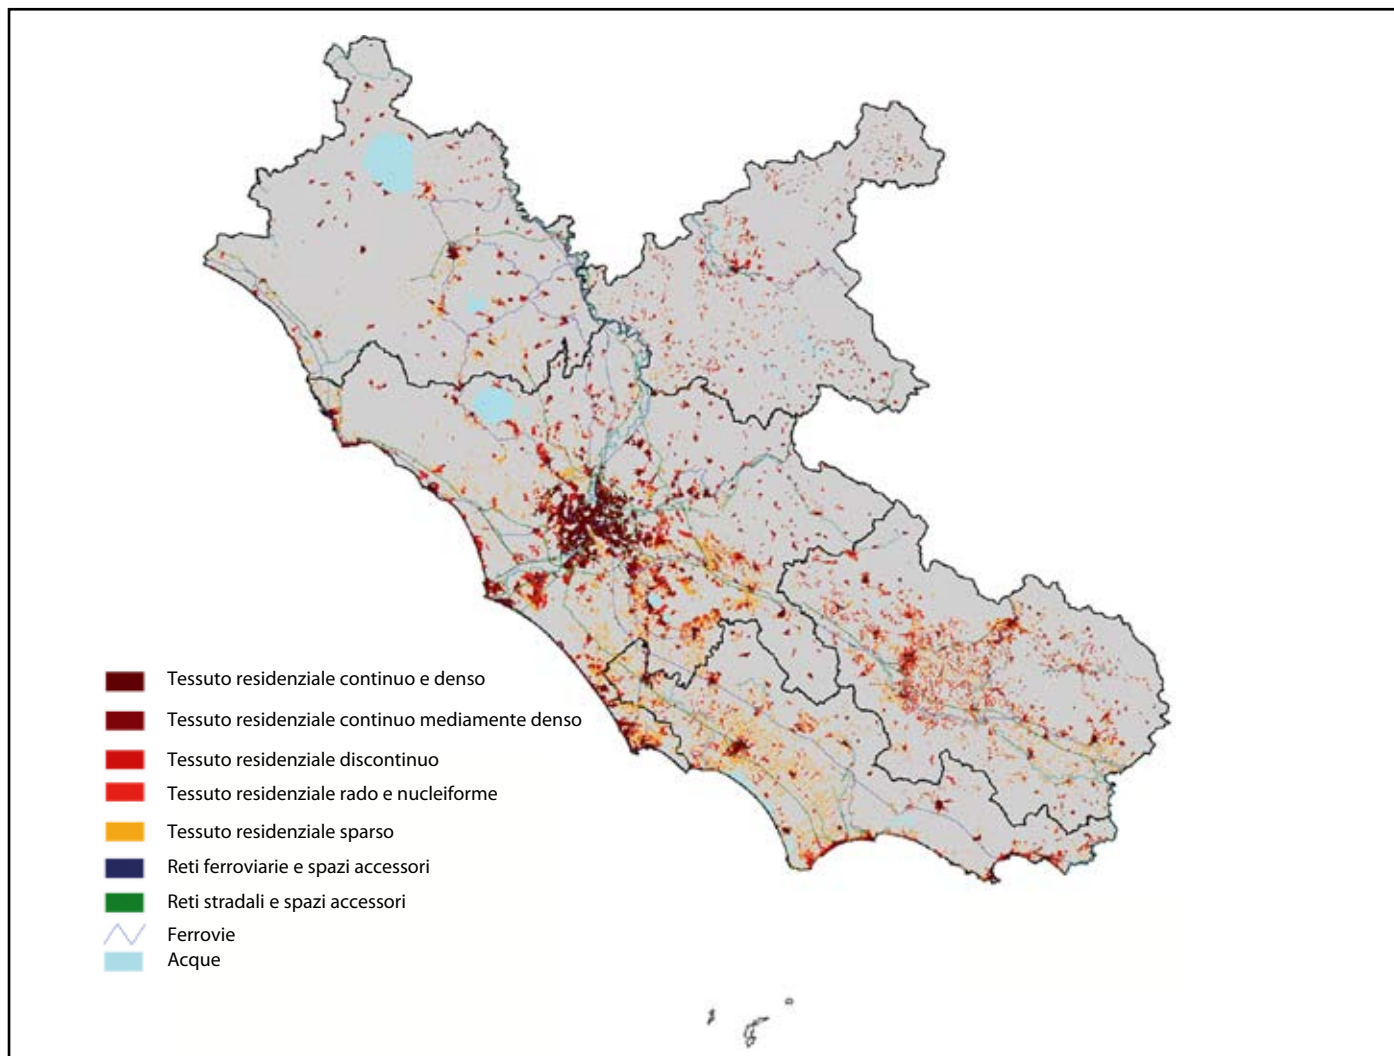 Tessuto residenziale continuo e denso
Tessuto residenziale continuo mediamente denso
Tessuto residenziale discontinuo
Tessuto residenziale rado e nucleiforme
Tessuto residenziale sparso
Reti ferroviarie e spazi accessori
Reti stradali e spazi accessori
Ferrovie
Acque